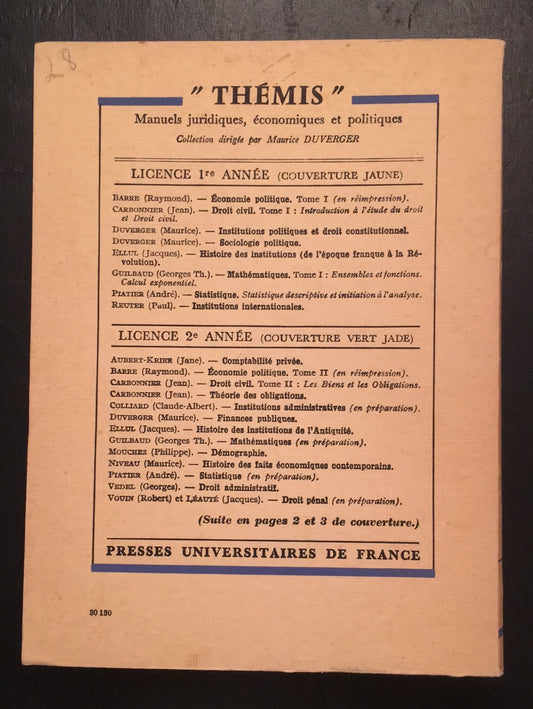 28
" THÉMIS "
Manuels juridiques, économiques et politiques
Collection dirigée par Maurice DUVERGER
LICENCE 1re ANNÉE (COUVERTURE JAUNE)
BARRE (Raymond). — Économie politique. Tome I (en réimpression).
CARBONNIER (Jean). — Droit civil. Tome I : Introduction à l'étude du droit
et Droit civil.
DUVERGER (Maurice). — Institutions politiques et droit constitutionnel.
DUVERGER (Maurice). — Sociologie politique.
ELLUL (Jacques). — Histoire des institutions (de l'époque franque à la Ré-
volution).
GUILBAUD (Georges Th.). — Mathématiques. Tome I : Ensembles et fonctions.
Calcul exponentiel.
PIATIER (André). — Statistique. Statistique descriptive et initiation à l'analyse.
REUTER (Paul). — Institutions internationales.
LICENCE 2e ANNÉE (COUVERTURE VERT JADE)
AUBERT-KRIER (Jane). — Comptabilité privée.
BARRE (Raymond). — Économie politique. Tome II (en réimpression).
CARBONNIER (Jean). — Droit civil. Tome II : Les Biens et les Obligations.
CARBONNIER (Jean). — Théorie des obligations.
COLLIARD (Claude-Albert). — Institutions administratives (en préparation).
DUVERGER (Maurice). — Finances publiques.
ELLUL (Jacques). — Histoire des institutions de l'Antiquité.
GUILBAUD (Georges Th.). — Mathématiques (en préparation).
MOUCHEZ (Philippe). — Démographie.
NIVEAU (Maurice). — Histoire des faits économiques contemporains.
PIATIER (André). — Statistique (en préparation).
VEDEL (Georges). — Droit administratif.
VOUIN (Robert) et LÉAUTÉ (Jacques). — Droit pénal (en préparation).
(Suite en pages 2 et 3 de couverture.)
PRESSES UNIVERSITAIRES DE FRANCE
30 130